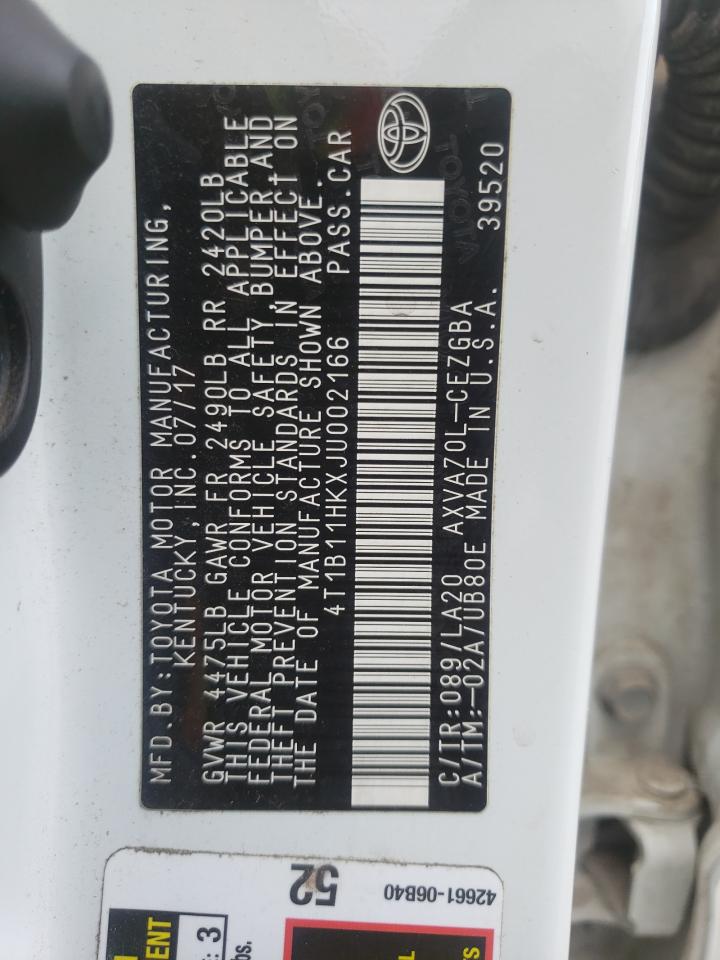 MFD BY:TOYOTA MOTOR MANUFACTURING,
KENTUCKY, INC. 07/17
GVWR 4475LB GAWR FR 2490LB RR 2420LB
THIS VEHICLE CONFORMS TO ALL APPLICABLE
FEDERAL MOTOR VEHICLE SAFETY, BUMPER, AND
THEFT PREVENTION STANDARDS IN EFFECT ON
THE DATE OF MANUFACTURE SHOWN ABOVE.
4T1B11HKXJU002166 PASS.CAR
C/TR:089/LA20 AXVA70L-CEZGBA
A/TM:-02A/UB80E MADE IN U.S.A. 39520
TOYOTA
52
42661-06B40
3